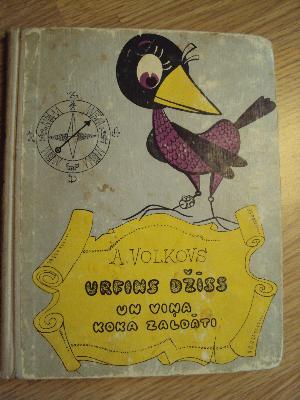 A. VOLKOVS
URFINS DŽISS
UN VIŅA
KOKA ZALDĀTI